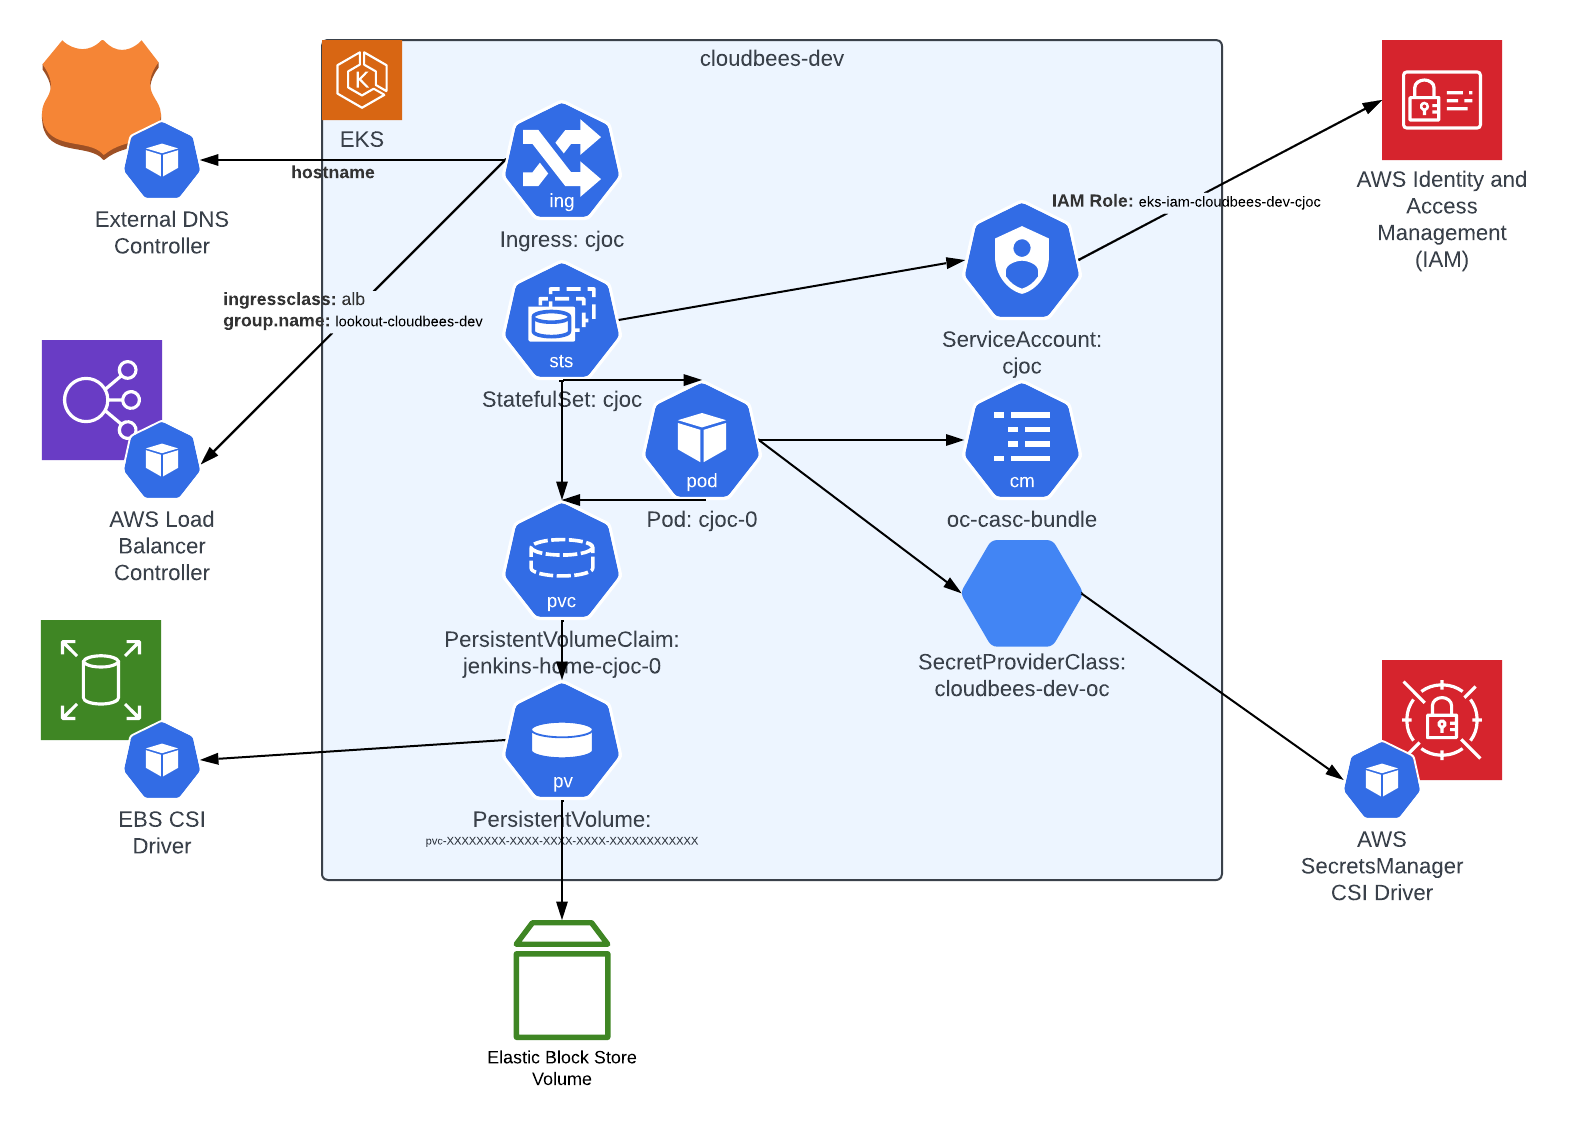 cloudbees-dev
EKS
hostname
External DNS
Controller
ing
Ingress: cjoc
IAM Role: eks-iam-cloudbees-dev-cjoc
AWS Identity and
Access
Management
(IAM)
ingressclass: alb
group.name: lookout-cloudbees-dev
sts
StatefulSet: cjoc
ServiceAccount:
cjoc
AWS Load
Balancer
Controller
pod
Pod: cjoc-0
cm
oc-casc-bundle
pvc
PersistentVolumeClaim:
jenkins-home-cjoc-0
SecretProviderClass:
cloudbees-dev-oc
pv
PersistentVolume:
pvc-XXXXXXXX-XXXX-XXXX-XXXX-XXXXXXXXXXXX
EBS CSI
Driver
AWS
SecretsManager
CSI Driver
Elastic Block Store
Volume